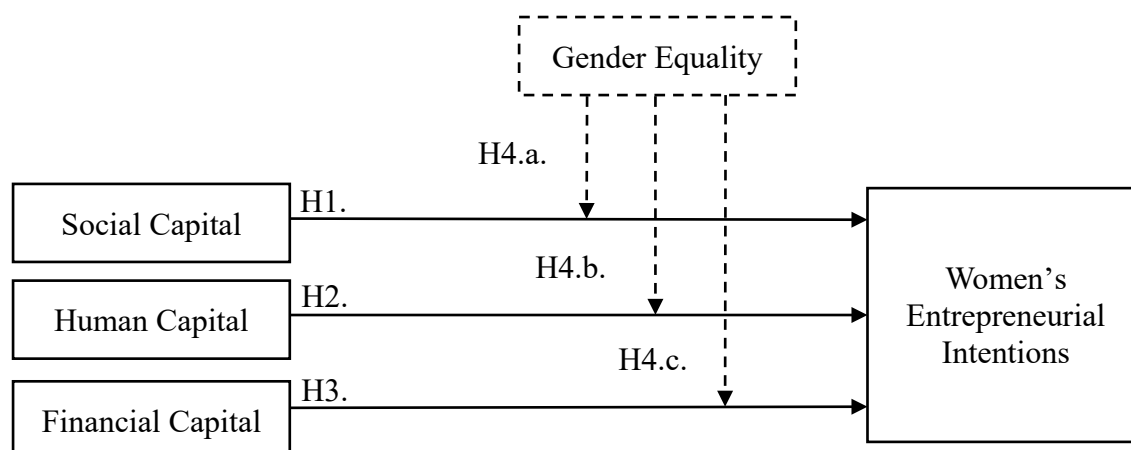 Gender Equality
H4.a.
H1.
Social Capital
H4.b.
H2.
Human Capital
Women’s
Entrepreneurial
Intentions
H4.c.
H3.
Financial Capital